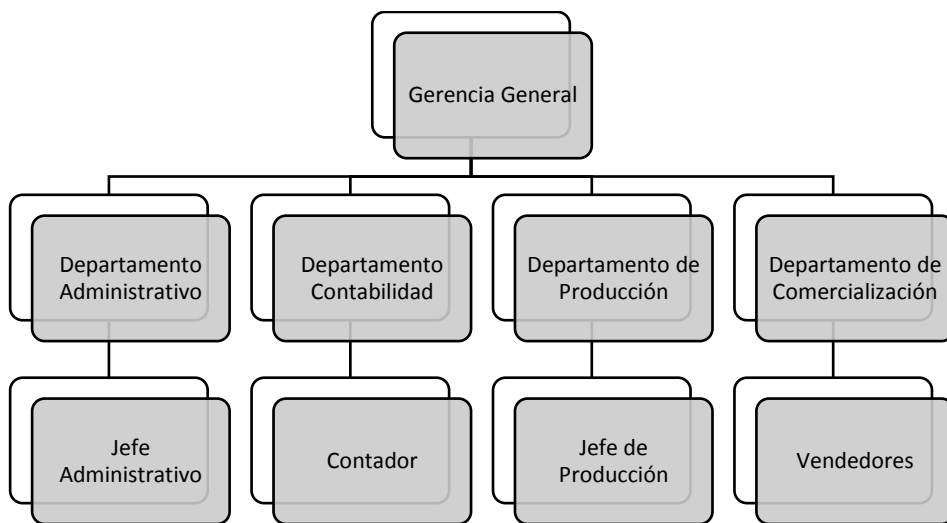 Gerencia General
Departamento
Administrativo
Departamento
Contabilidad
Departamento de
Producción
Departamento de
Comercialización
Jefe
Administrativo
Contador
Jefe de
Producción
Vendedores